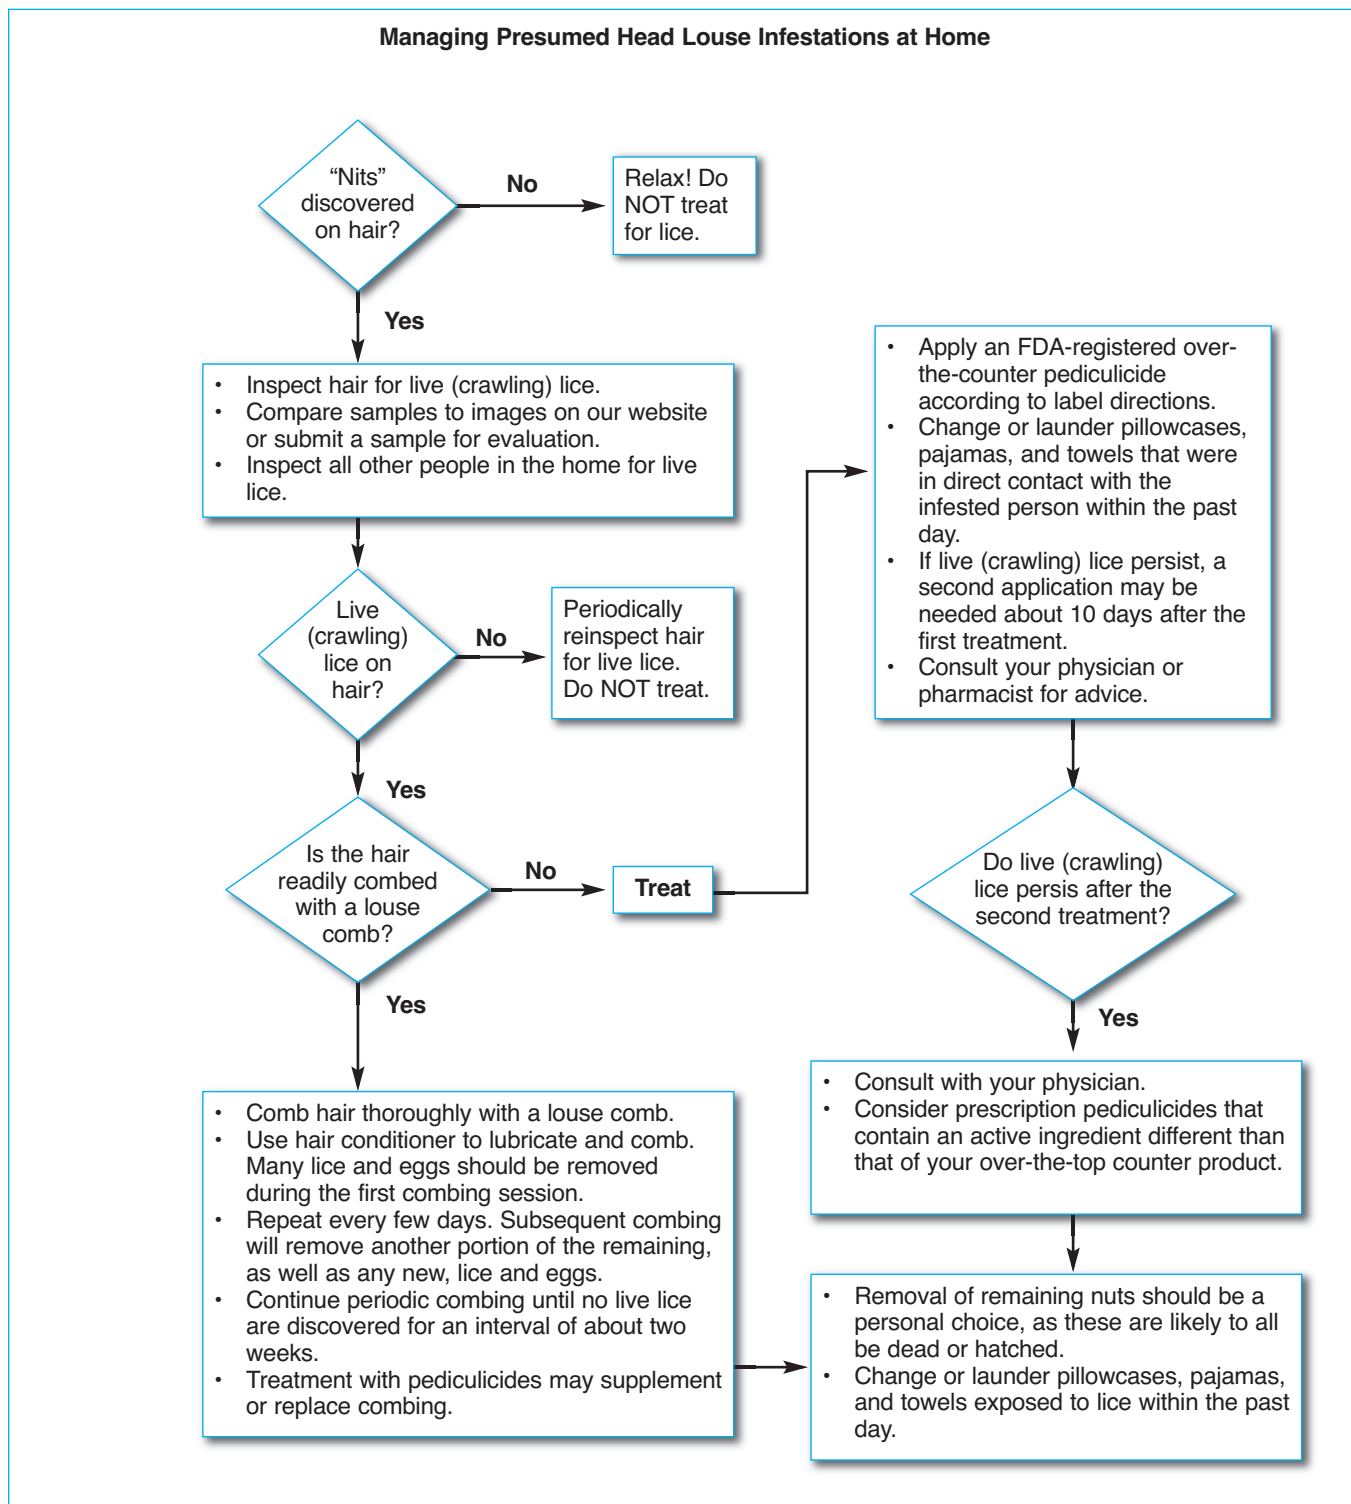 Managing Presumed Head Louse Infestations at Home
“Nits”
discovered
on hair?
No
Relax! Do
NOT treat
for lice.
Yes
• Inspect hair for live (crawling) lice.
• Compare samples to images on our website
or submit a sample for evaluation.
• Inspect all other people in the home for live
lice.
Live
(crawling)
lice on
hair?
No
Periodically
reinspect hair
for live lice.
Do NOT treat.
Yes
Is the hair
readily combed
with a louse
comb?
No
Treat
Yes
• Comb hair thoroughly with a louse comb.
• Use hair conditioner to lubricate and comb.
Many lice and eggs should be removed
during the first combing session.
• Repeat every few days. Subsequent combing
will remove another portion of the remaining,
as well as any new, lice and eggs.
• Continue periodic combing until no live lice
are discovered for an interval of about two
weeks.
• Treatment with pediculicides may supplement
or replace combing.
• Apply an FDA-registered over-
the-counter pediculicide
according to label directions.
• Change or launder pillowcases,
pajamas, and towels that were
in direct contact with the
infested person within the past
day.
• If live (crawling) lice persist, a
second application may be
needed about 10 days after the
first treatment.
• Consult your physician or
pharmacist for advice.
Do live (crawling)
lice persis after the
second treatment?
Yes
• Consult with your physician.
• Consider prescription pediculicides that
contain an active ingredient different than
that of your over-the-top counter product.
• Removal of remaining nuts should be a
personal choice, as these are likely to all
be dead or hatched.
• Change or launder pillowcases, pajamas,
and towels exposed to lice within the past
day.